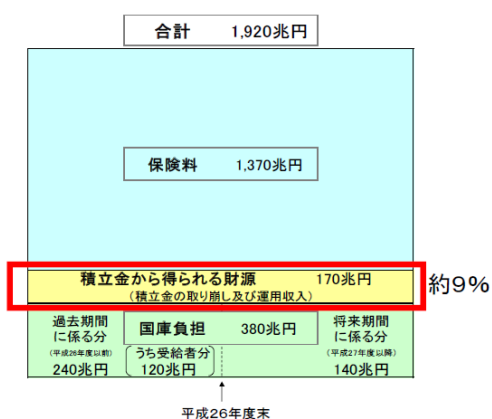 合計 1,920兆円
保険料 1,370兆円
積立金から得られる財源 170兆円
(積立金の取り崩し及び運用収入)
約9%
過去期間
に係る分
(平成26年度以前)
240兆円
国庫負担 380兆円
うち受給者分
120兆円
将来期間
に係る分
(平成27年度以降)
140兆円
平成26年度末